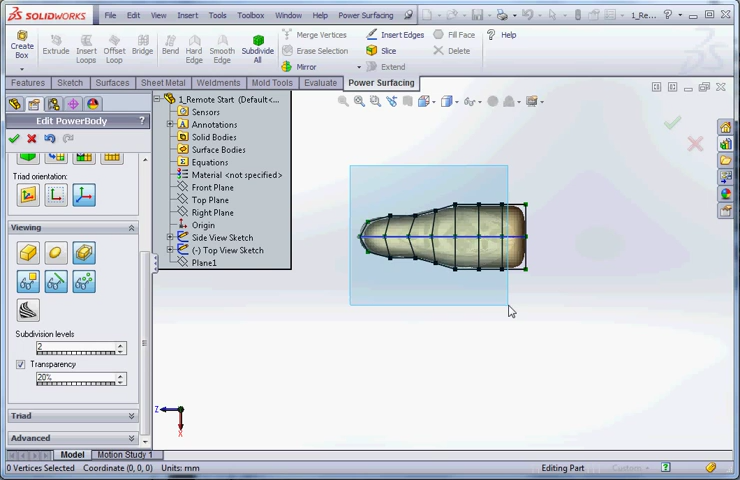 SOLIDWORKS File Edit View Insert Tools Toolbox Window Help Power Surfacing 1_Re... ?
Create Box Extrude Insert Loops Offset Loop Bridge Bend Hard Edge Smooth Edge Subdivide All Merge Vertices Insert Edges Fill Face Help
Erase Selection Slice Delete
Mirror
Features Sketch Surfaces Sheet Metal Weldments Mold Tools Evaluate Power Surfacing
1_Remote Start (Default<...
Sensors
Edit PowerBody ?
Annotations
Solid Bodies
Surface Bodies
Equations
Triad orientation:
Material <not specified>
Front Plane
Top Plane
Right Plane
Viewing
Origin
Side View Sketch
(-) Top View Sketch
Plane1
Subdivision levels
2
Transparency
20%
Triad
Z
X
Advanced
Model Motion Study 1
0 Vertices Selected Coordinate (0, 0, 0) Units: mm Editing Part Custom